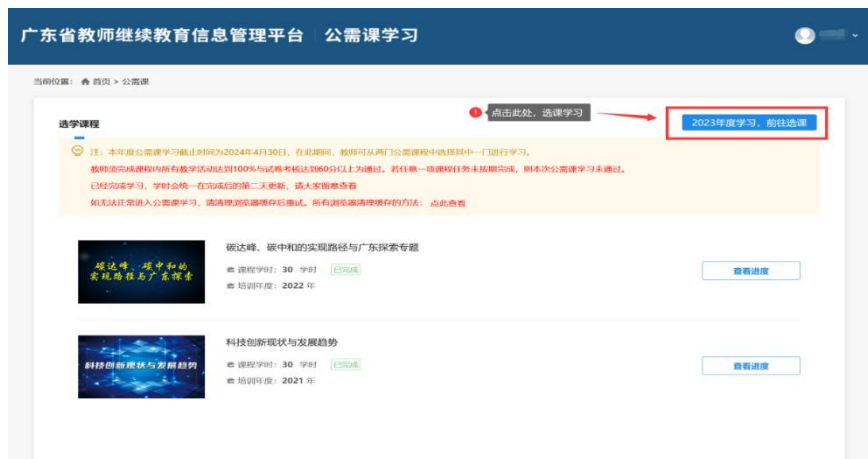 广东省教师继续教育信息管理平台 公需课学习
当前位置： 首页 > 公需课
选学课程
1 点击此处，选课学习
2023年度学习，前往选课
注：本年度公需课学习截止时间为2024年4月30日，在此期间，教师可从两门公需课程中选择其中一门进行学习。
教师须完成课程内所有教学活动达到100%与试卷考核达到60分以上为通过。若任意一项课程任务未按期完成，则本次公需课学习未通过。
已经完成学习，学时会统一在完成后的第二天更新，请大家留意查看
如无法正常进入公需课学习，请清理浏览器缓存后重试。所有浏览器清理缓存的方法： 点此查看
碳达峰、碳中和的
实现路径与广东探索
碳达峰、碳中和的实现路径与广东探索专题
课程学时：30 学时 已完成
培训年度：2022 年
查看进度
科技创新现状与发展趋势
科技创新现状与发展趋势
课程学时：30 学时 已完成
培训年度：2021 年
查看进度